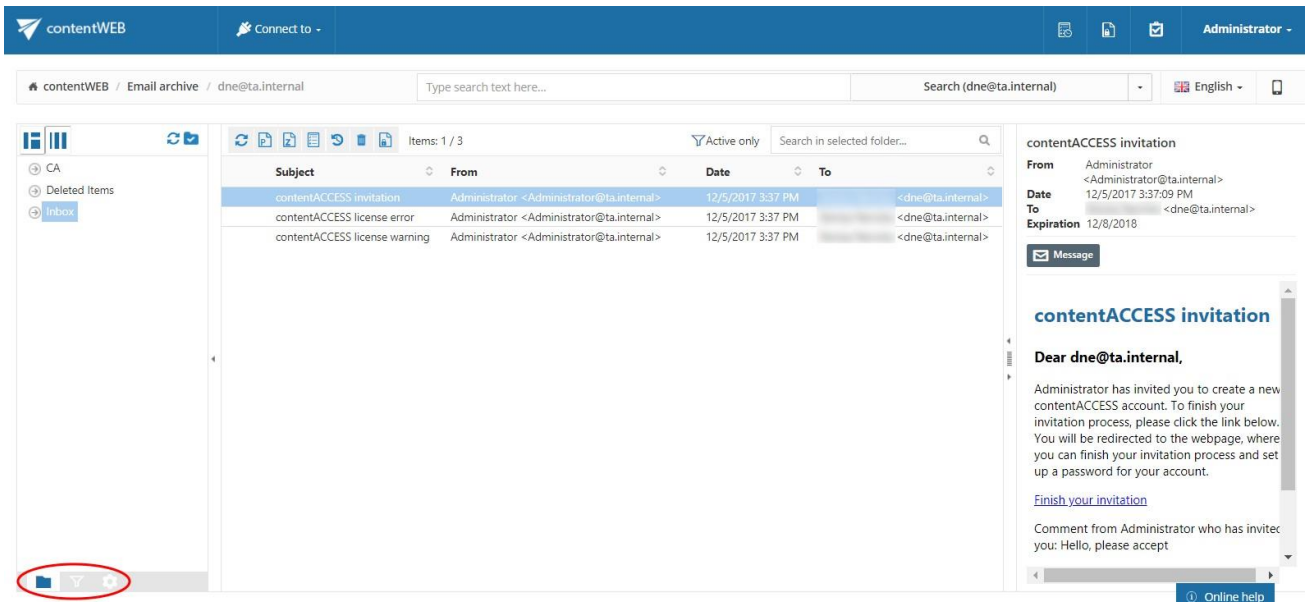 contentWEB
Connect to
Administrator
contentWEB / Email archive / dne@ta.internal
Type search text here...
Search (dne@ta.internal)
English
Items: 1 / 3
Active only
Search in selected folder...
CA
Deleted Items
Inbox
Subject From Date To
contentACCESS invitation Administrator <Administrator@ta.internal> 12/5/2017 3:37 PM <dne@ta.internal>
contentACCESS license error Administrator <Administrator@ta.internal> 12/5/2017 3:37 PM <dne@ta.internal>
contentACCESS license warning Administrator <Administrator@ta.internal> 12/5/2017 3:37 PM <dne@ta.internal>
contentACCESS invitation
From Administrator
<Administrator@ta.internal>
Date 12/5/2017 3:37:09 PM
To <dne@ta.internal>
Expiration 12/8/2018
Message
contentACCESS invitation
Dear dne@ta.internal,
Administrator has invited you to create a new
contentACCESS account. To finish your
invitation process, please click the link below.
You will be redirected to the webpage, where
you can finish your invitation process and set
up a password for your account.
Finish your invitation
Comment from Administrator who has invited
you: Hello, please accept
Online help